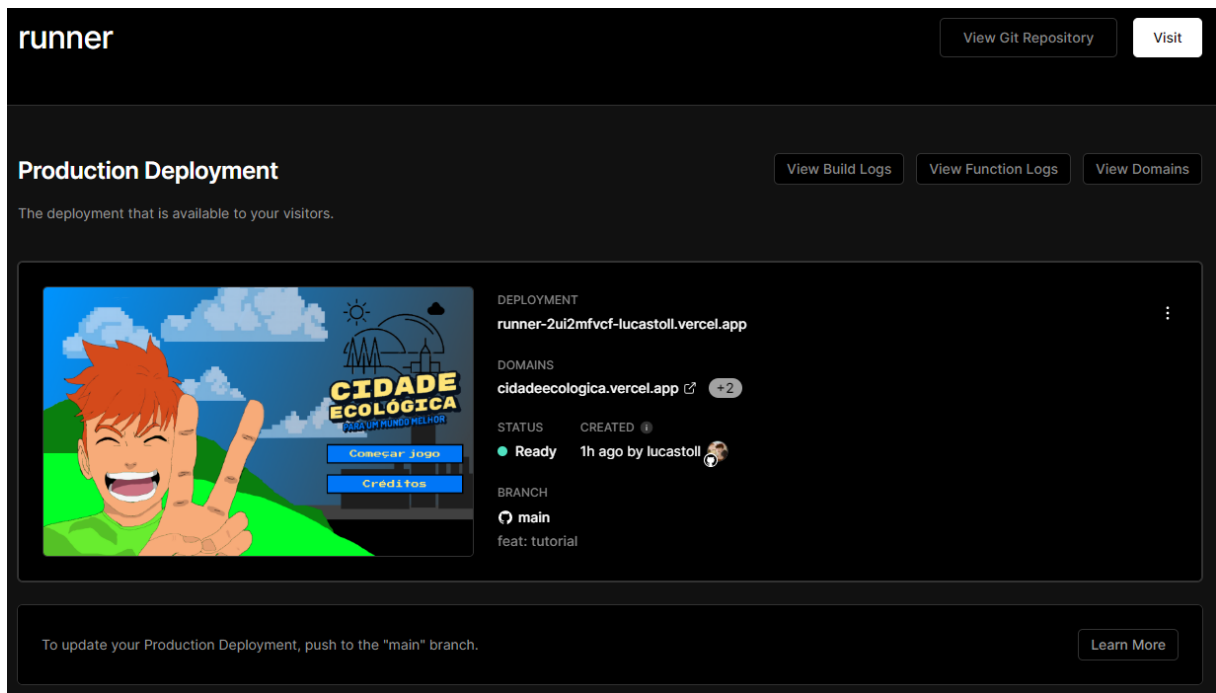 runner
View Git Repository
Visit
Production Deployment
View Build Logs
View Function Logs
View Domains
The deployment that is available to your visitors.
CIDADE
ECOLÓGICA
PARA UM MUNDO MELHOR
Começar jogo
Créditos
DEPLOYMENT
runner-2ui2mfvcf-lucastoll.vercel.app
DOMAINS
cidadeecologica.vercel.app +2
STATUS CREATED
Ready 1h ago by lucastoll
BRANCH
main
feat: tutorial
To update your Production Deployment, push to the "main" branch.
Learn More